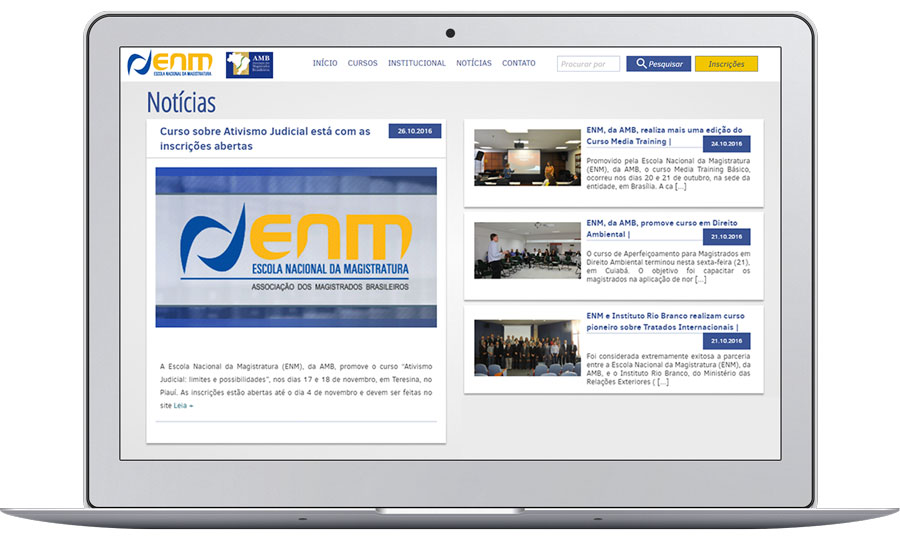 ENM
ESCOLA NACIONAL DA MAGISTRATURA
AMB
INÍCIO CURSOS INSTITUCIONAL NOTÍCIAS CONTATO
Procurar por
Pesquisar
Inscrições
Notícias
Curso sobre Ativismo Judicial está com as
inscrições abertas
26.10.2016
ENM
ESCOLA NACIONAL DA MAGISTRATURA
ASSOCIAÇÃO DOS MAGISTRADOS BRASILEIROS
A Escola Nacional da Magistratura (ENM), da AMB, promove o curso “Ativismo
Judicial: limites e possibilidades”, nos dias 17 e 18 de novembro, em Teresina, no
Piauí. As inscrições estão abertas até o dia 4 de novembro e devem ser feitas no
site Leia »
ENM, da AMB, realiza mais uma edição do
Curso Media Training |
24.10.2016
Promovido pela Escola Nacional da Magistratura
(ENM), da AMB, o curso Media Training Básico,
ocorreu nos dias 20 e 21 de outubro, na sede da
entidade, em Brasília. A ca [...]
ENM, da AMB, promove curso em Direito
Ambiental |
21.10.2016
O curso de Aperfeiçoamento para Magistrados em
Direito Ambiental terminou nesta sexta-feira (21),
em Cuiabá. O objetivo foi capacitar os
magistrados na aplicação de nor [...]
ENM e Instituto Rio Branco realizam curso
pioneiro sobre Tratados Internacionais |
21.10.2016
Foi considerada extremamente exitosa a parceria
entre a Escola Nacional da Magistratura (ENM), da
AMB, e o Instituto Rio Branco, do Ministério das
Relações Exteriores ( [...]